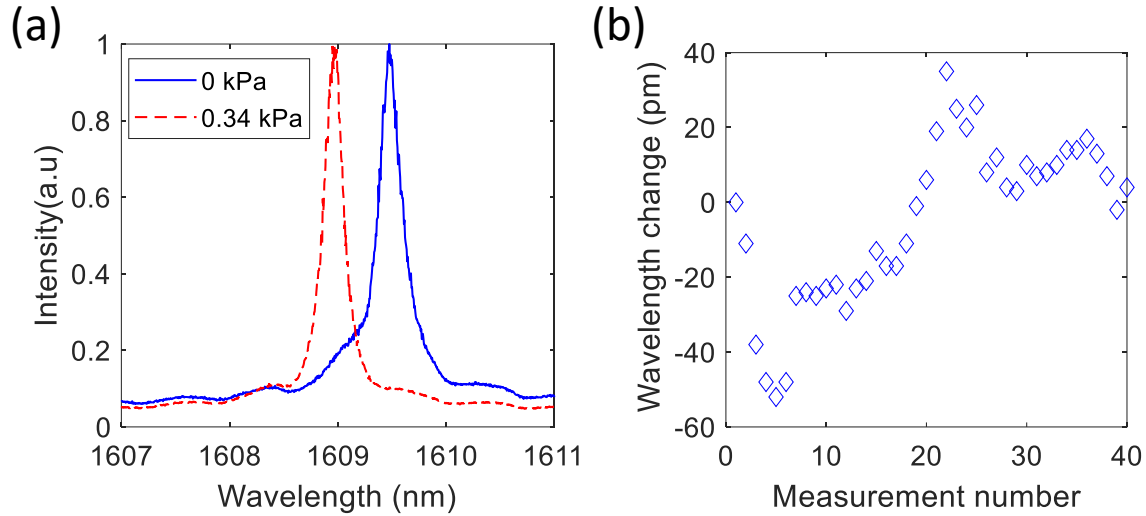 (a)
Intensity(a.u)
1
0.8
0.6
0.4
0.2
0
0 kPa
0.34 kPa
1607 1608 1609 1610 1611
Wavelength (nm)
(b)
Wavelength change (pm)
40
20
0
-20
-40
-60
0 10 20 30 40
Measurement number